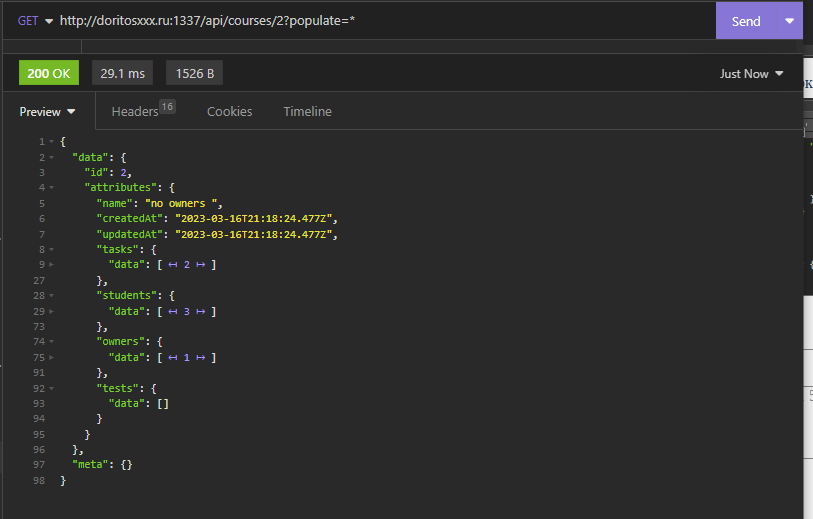 GET http://doritosxxx.ru:1337/api/courses/2?populate=* Send
200 OK 29.1 ms 1526 B Just Now
Preview Headers 16 Cookies Timeline
1 {
2 "data": {
3 "id": 2,
4 "attributes": {
5 "name": "no owners ",
6 "createdAt": "2023-03-16T21:18:24.477Z",
7 "updatedAt": "2023-03-16T21:18:24.477Z",
8 "tasks": {
9 "data": [ ↤ 2 ↦ ]
27 },
28 "students": {
29 "data": [ ↤ 3 ↦ ]
73 },
74 "owners": {
75 "data": [ ↤ 1 ↦ ]
91 },
92 "tests": {
93 "data": []
94 }
95 }
96 },
97 "meta": {}
98 }